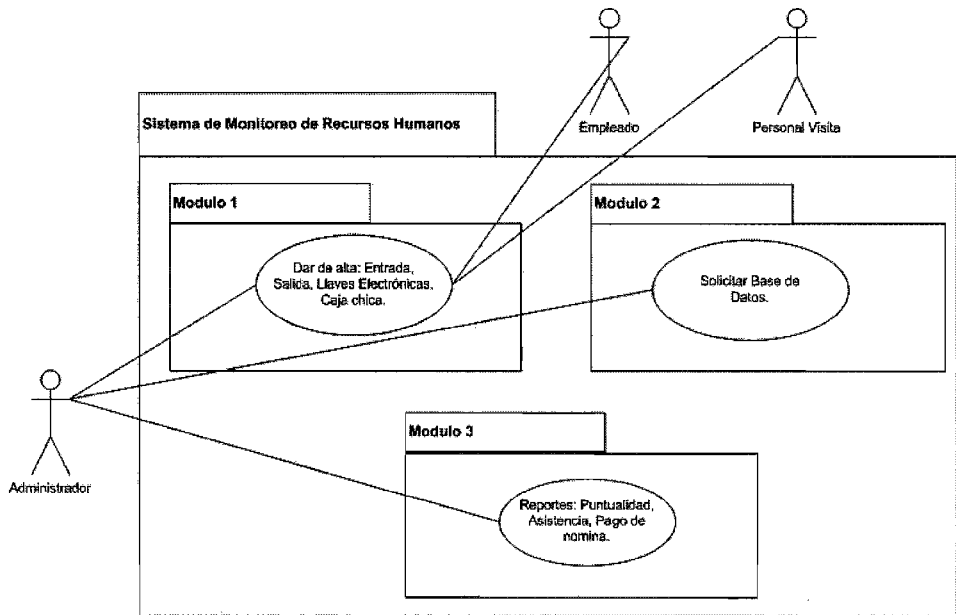 Empleado
Personal Visita
Sistema de Monitoreo de Recursos Humanos
Modulo 1
Dar de alta: Entrada,
Salida, Llaves Electrónicas,
Caja chica.
Modulo 2
Solicitar Base de
Datos.
Administrador
Modulo 3
Reportes: Puntualidad,
Asistencia, Pago de
nomina.